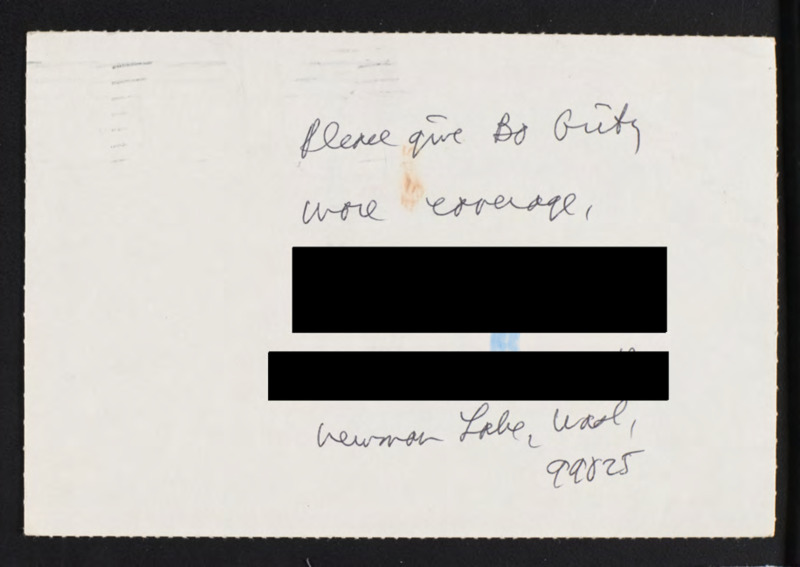 Please give Bo Gritz
more coverage,
Newman Lake, Wash,
99025